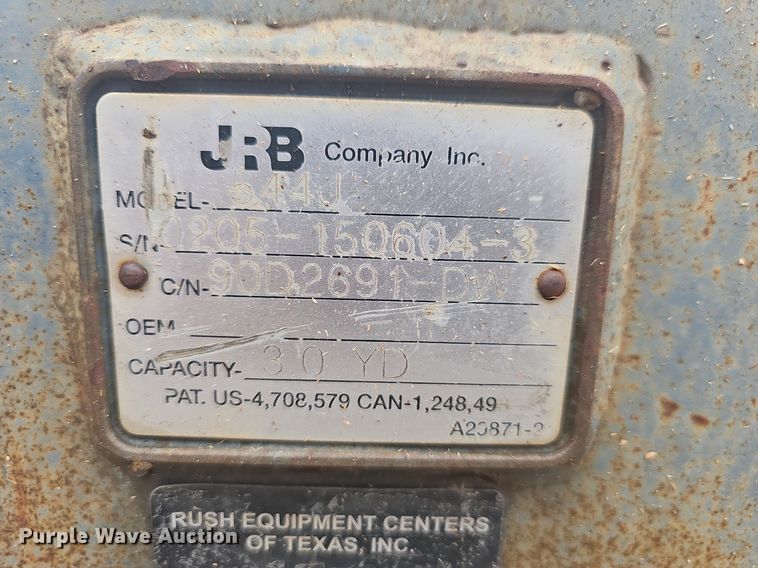 JRB Company Inc.
MODEL- 544J
S/N- 0205-150604-3
C/N- 90D2691-DW
OEM
CAPACITY- 3.0 YD
PAT. US-4,708,579 CAN-1,248,49
A20871-2
RUSH EQUIPMENT CENTERS
OF TEXAS, INC.
Purple Wave Auction